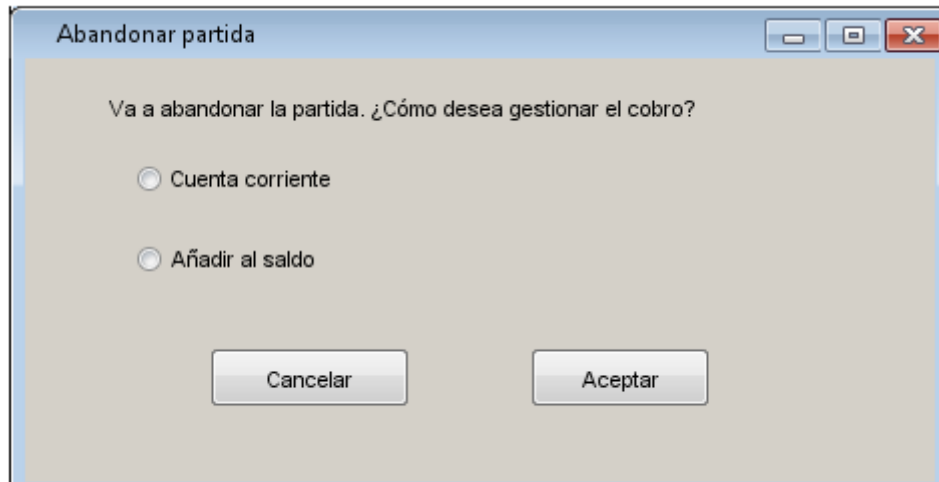 Abandonar partida
Va a abandonar la partida. ¿Cómo desea gestionar el cobro?
Cuenta corriente
Añadir al saldo
Cancelar
Aceptar